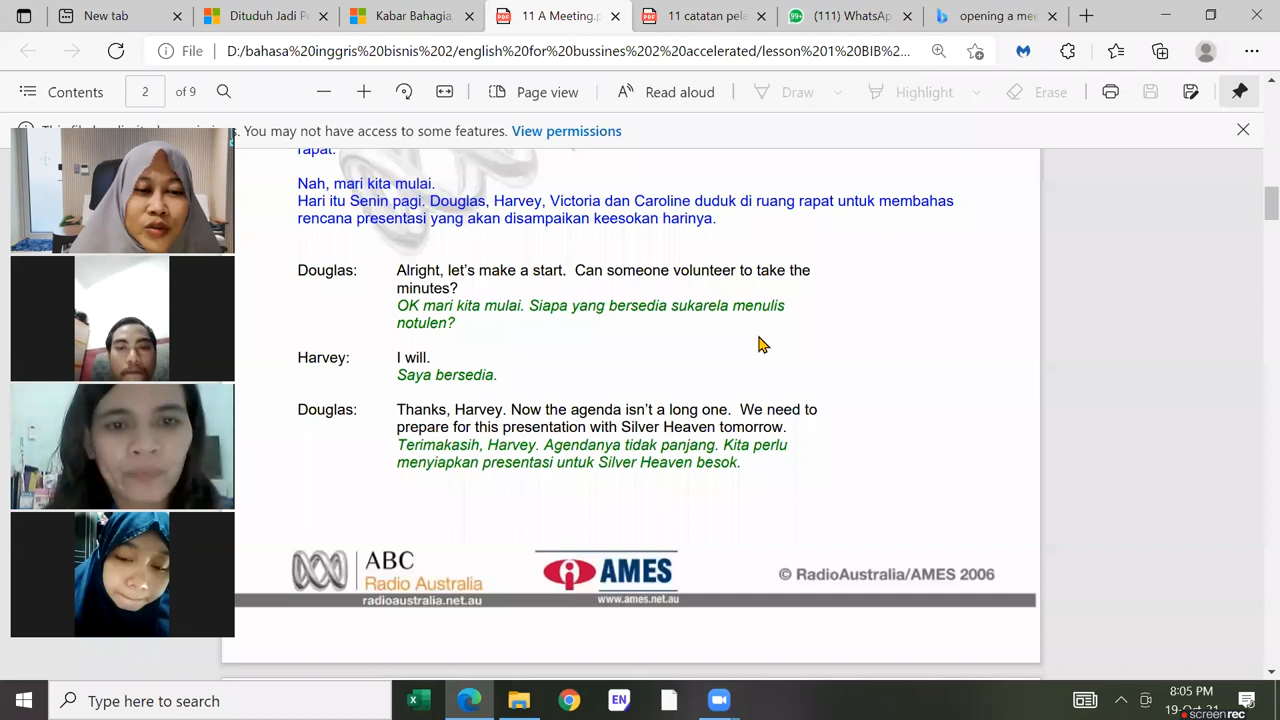 New tab
Dituduh Jadi P
Kabar Bahagia,
11 A Meeting.p
11 catatan pela
99+
(111) WhatsAp
opening a mee
File
D:/bahasa%20inggris%20bisnis%202/english%20for%20bussines%202%20accelerated/lesson%201%20BIB%2...
Contents
2
of 9
Page view
Read aloud
Draw
Highlight
Erase
You may not have access to some features. View permissions
rapat.
Nah, mari kita mulai.
Hari itu Senin pagi. Douglas, Harvey, Victoria dan Caroline duduk di ruang rapat untuk membahas
rencana presentasi yang akan disampaikan keesokan harinya.
Douglas: Alright, let's make a start. Can someone volunteer to take the
minutes?
OK mari kita mulai. Siapa yang bersedia sukarela menulis
notulen?
Harvey: I will.
Saya bersedia.
Douglas: Thanks, Harvey. Now the agenda isn't a long one. We need to
prepare for this presentation with Silver Heaven tomorrow.
Terimakasih, Harvey. Agendanya tidak panjang. Kita perlu
menyiapkan presentasi untuk Silver Heaven besok.
ABC
Radio Australia
radioaustralia.net.au
AMES
www.ames.net.au
© RadioAustralia/AMES 2006
Type here to search
EN
8:05 PM
SCREENrec